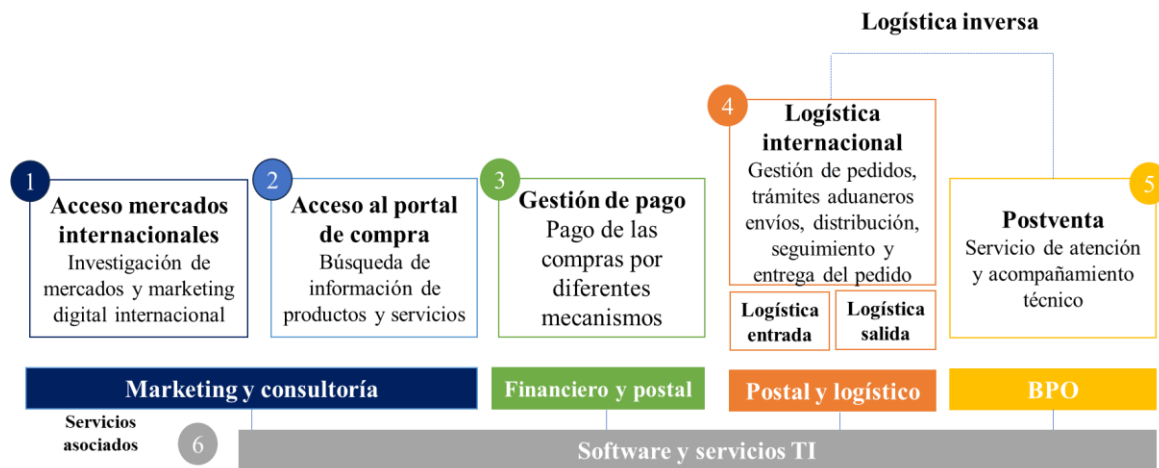 Logística inversa
1
Acceso mercados
internacionales
Investigación de
mercados y marketing
digital internacional
2
Acceso al portal
de compra
Búsqueda de
información de
productos y servicios
3
Gestión de pago
Pago de las
compras por
diferentes
mecanismos
4
Logística
internacional
Gestión de pedidos,
trámites aduaneros
envíos, distribución,
seguimiento y
entrega del pedido
Logística
entrada
Logística
salida
5
Postventa
Servicio de atención
y acompañamiento
técnico
Marketing y consultoría
Financiero y postal
Postal y logístico
BPO
Servicios
asociados
6
Software y servicios TI